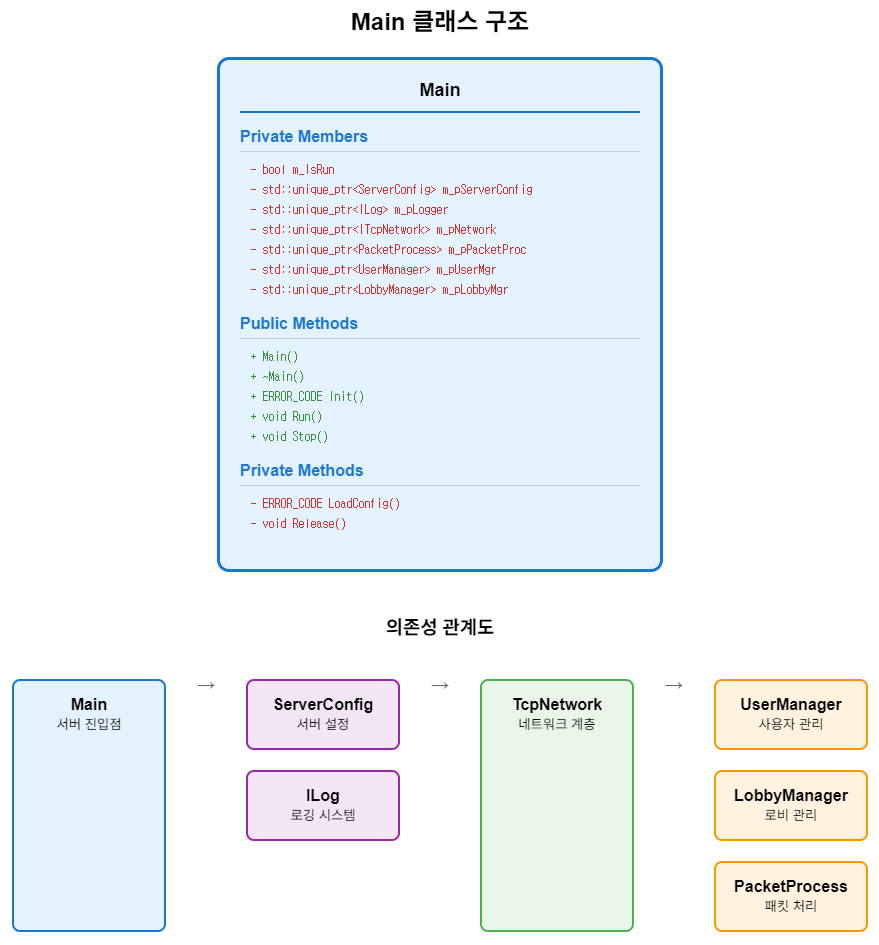 Main 클래스 구조
Main
Private Members
- bool m_IsRun
- std::unique_ptr<ServerConfig> m_pServerConfig
- std::unique_ptr<ILog> m_pLogger
- std::unique_ptr<ITcpNetwork> m_pNetwork
- std::unique_ptr<PacketProcess> m_pPacketProc
- std::unique_ptr<UserManager> m_pUserMgr
- std::unique_ptr<LobbyManager> m_pLobbyMgr
Public Methods
+ Main()
+ ~Main()
+ ERROR_CODE Init()
+ void Run()
+ void Stop()
Private Methods
- ERROR_CODE LoadConfig()
- void Release()
의존성 관계도
Main
서버 진입점
→
ServerConfig
서버 설정
ILog
로깅 시스템
→
TcpNetwork
네트워크 계층
→
UserManager
사용자 관리
LobbyManager
로비 관리
PacketProcess
패킷 처리